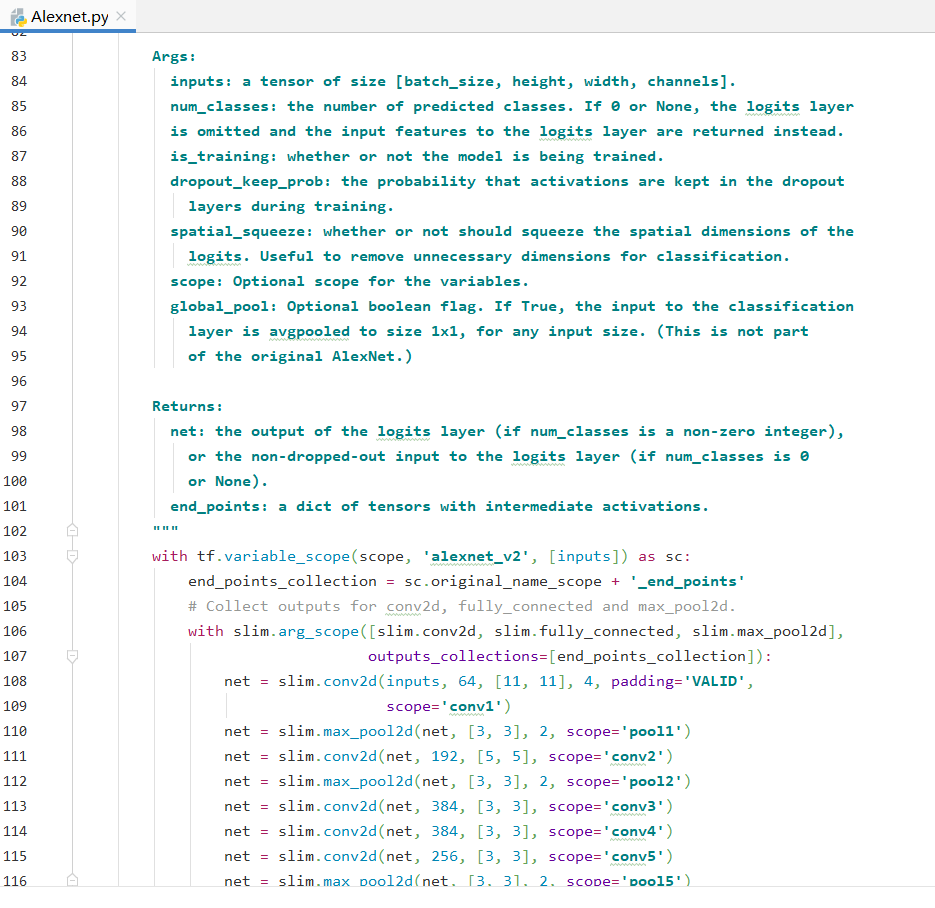 Alexnet.py
82
83 Args:
84 inputs: a tensor of size [batch_size, height, width, channels].
85 num_classes: the number of predicted classes. If 0 or None, the logits layer
86 is omitted and the input features to the logits layer are returned instead.
87 is_training: whether or not the model is being trained.
88 dropout_keep_prob: the probability that activations are kept in the dropout
89 layers during training.
90 spatial_squeeze: whether or not should squeeze the spatial dimensions of the
91 logits. Useful to remove unnecessary dimensions for classification.
92 scope: Optional scope for the variables.
93 global_pool: Optional boolean flag. If True, the input to the classification
94 layer is avgpooled to size 1x1, for any input size. (This is not part
95 of the original AlexNet.)
96
97 Returns:
98 net: the output of the logits layer (if num_classes is a non-zero integer),
99 or the non-dropped-out input to the logits layer (if num_classes is 0
100 or None).
101 end_points: a dict of tensors with intermediate activations.
102 """
103 with tf.variable_scope(scope, 'alexnet_v2', [inputs]) as sc:
104 end_points_collection = sc.original_name_scope + '_end_points'
105 # Collect outputs for conv2d, fully_connected and max_pool2d.
106 with slim.arg_scope([slim.conv2d, slim.fully_connected, slim.max_pool2d],
107 outputs_collections=[end_points_collection]):
108 net = slim.conv2d(inputs, 64, [11, 11], 4, padding='VALID',
109 scope='conv1')
110 net = slim.max_pool2d(net, [3, 3], 2, scope='pool1')
111 net = slim.conv2d(net, 192, [5, 5], scope='conv2')
112 net = slim.max_pool2d(net, [3, 3], 2, scope='pool2')
113 net = slim.conv2d(net, 384, [3, 3], scope='conv3')
114 net = slim.conv2d(net, 384, [3, 3], scope='conv4')
115 net = slim.conv2d(net, 256, [3, 3], scope='conv5')
116 net = slim.max_pool2d(net, [3, 3], 2, scope='pool5')